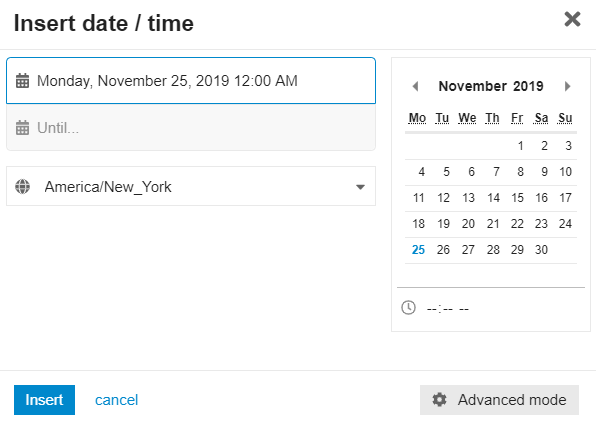 Insert date / time
Monday, November 25, 2019 12:00 AM
Until...
America/New_York
November 2019
Mo Tu We Th Fr Sa Su
1 2 3
4 5 6 7 8 9 10
11 12 13 14 15 16 17
18 19 20 21 22 23 24
25 26 27 28 29 30
--:-- --
Insert cancel Advanced mode